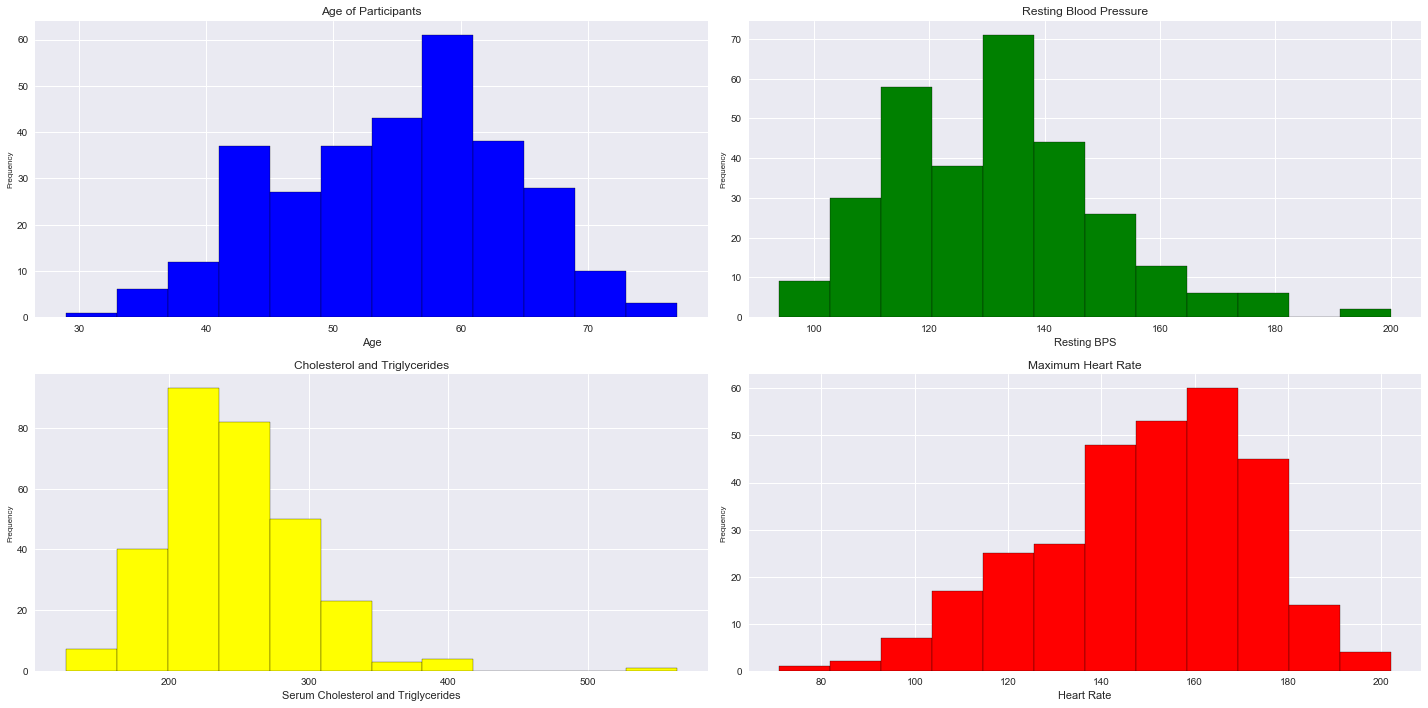 Age of Participants
Frequency
60
50
40
30
20
10
0
30 40 50 60 70
Age
Resting Blood Pressure
Frequency
70
60
50
40
30
20
10
0
100 120 140 160 180 200
Resting BPS
Cholesterol and Triglycerides
Frequency
80
60
40
20
0
200 300 400 500
Serum Cholesterol and Triglycerides
Maximum Heart Rate
Frequency
60
50
40
30
20
10
0
80 100 120 140 160 180 200
Heart Rate